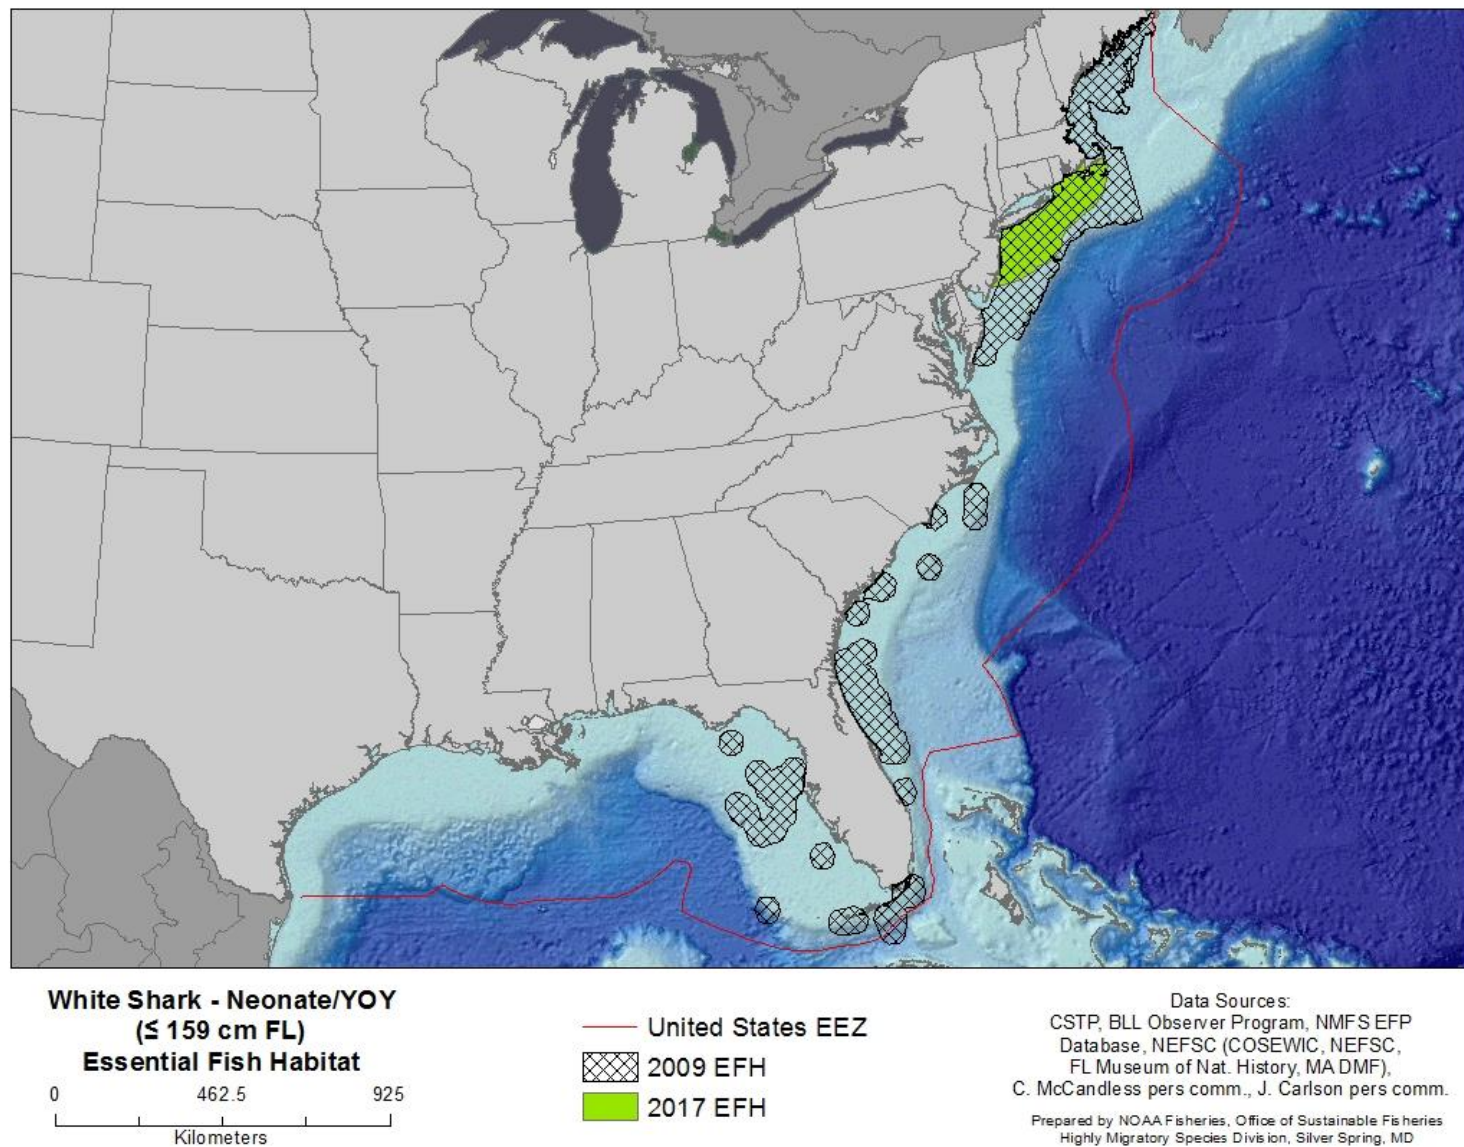 White Shark - Neonate/YOY
(≤ 159 cm FL)
Essential Fish Habitat
0 462.5 925
Kilometers
United States EEZ
2009 EFH
2017 EFH
Data Sources:
CSTP, BLL Observer Program, NMFS EFP
Database, NEFSC (COSEWIC, NEFSC,
FL Museum of Nat. History, MA DMF),
C. McCandless pers comm., J. Carlson pers comm.
Prepared by NOAA Fisheries, Office of Sustainable Fisheries
Highly Migratory Species Division, Silver Spring, MD